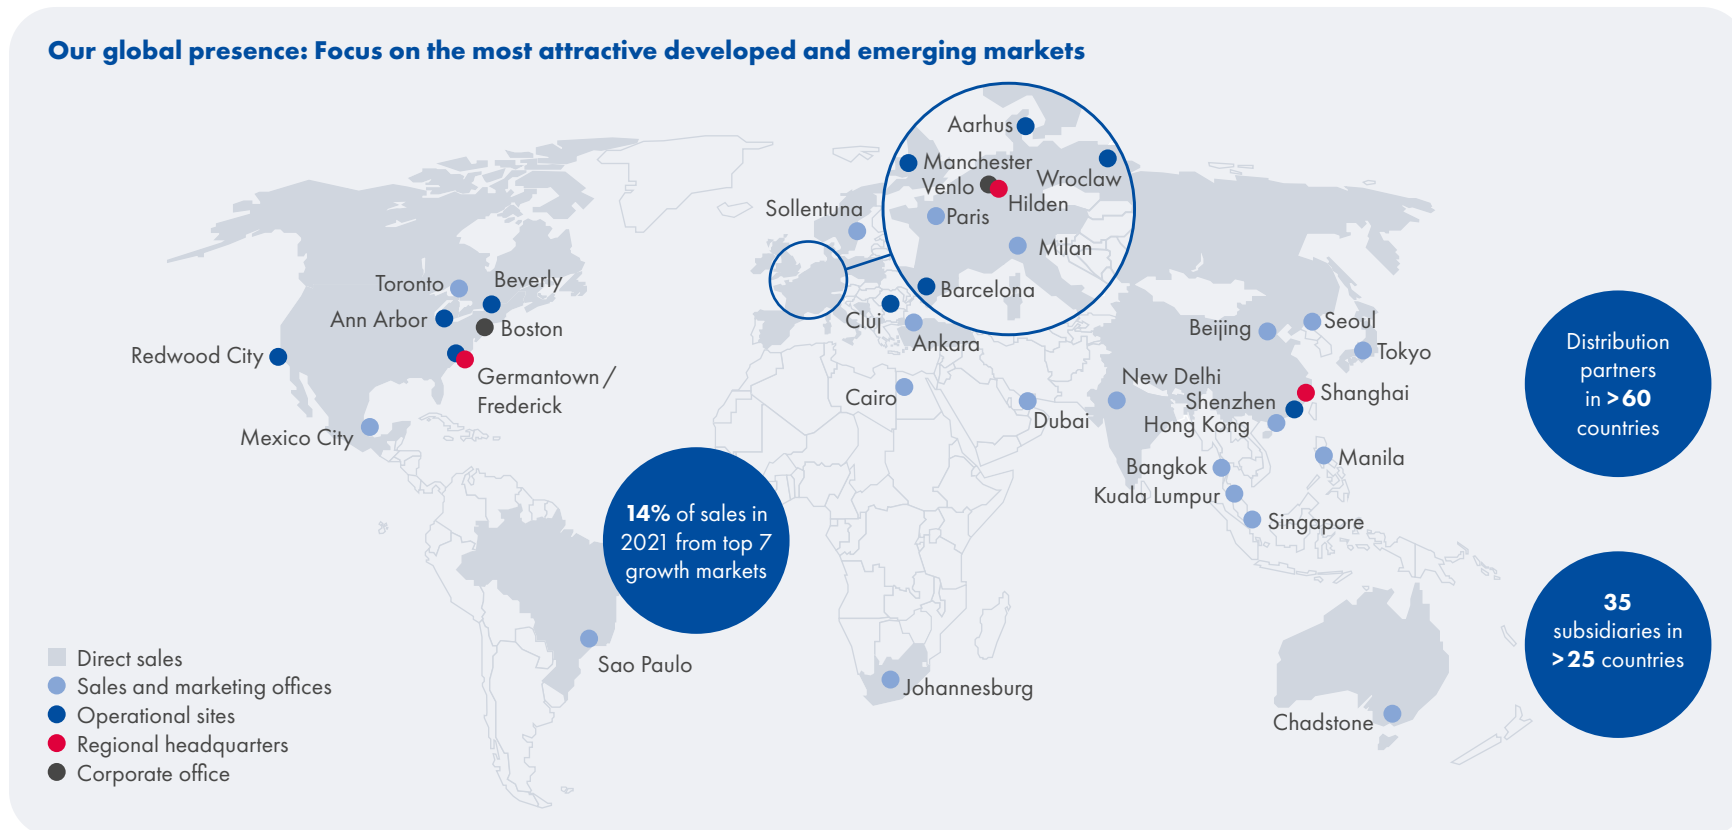 Our global presence: Focus on the most attractive developed and emerging markets
Aarhus
Manchester
Wroclaw
Venlo
Hilden
Paris
Milan
Barcelona
Sollentuna
Cluj
Ankara
Toronto
Beverly
Ann Arbor
Boston
Redwood City
Germantown /
Frederick
Mexico City
Cairo
Dubai
New Delhi
Beijing
Seoul
Tokyo
Shanghai
Shenzhen
Hong Kong
Bangkok
Manila
Kuala Lumpur
Singapore
Sao Paulo
Johannesburg
Chadstone
14% of sales in
2021 from top 7
growth markets
Distribution
partners
in >60
countries
35
subsidiaries in
>25 countries
Direct sales
Sales and marketing offices
Operational sites
Regional headquarters
Corporate office